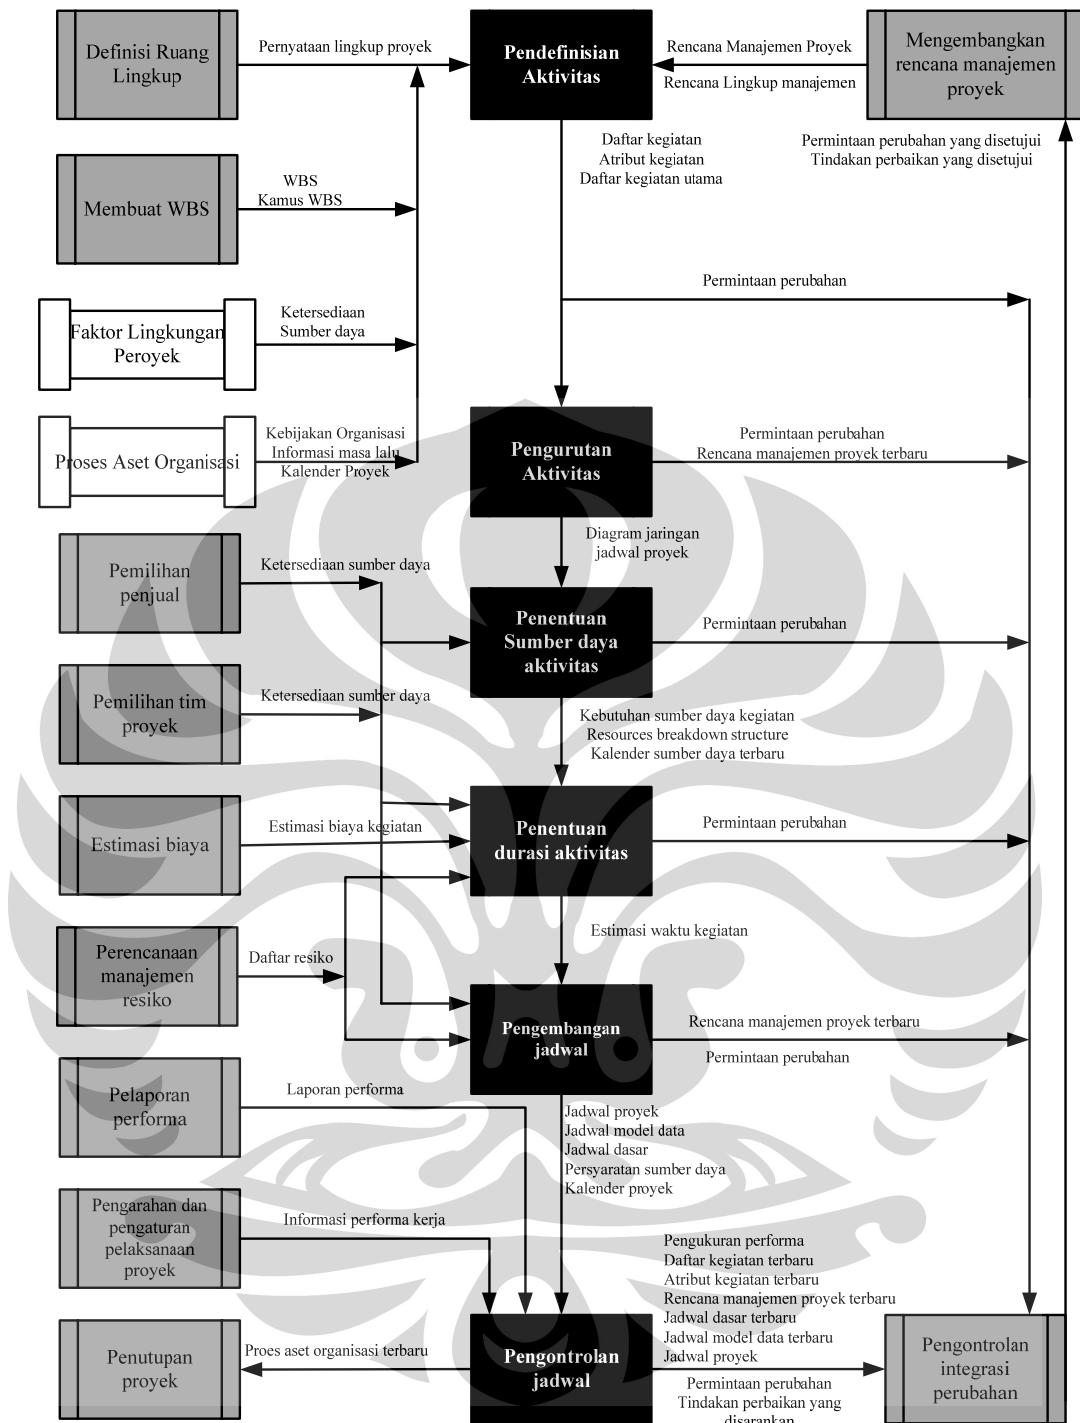 Definisi Ruang
Lingkup
Pernyataan lingkup proyek
Pendefinisian
Aktivitas
Rencana Manajemen Proyek
Rencana Lingkup manajemen
Mengembangkan
rencana manajemen
proyek
Daftar kegiatan
Atribut kegiatan
Daftar kegiatan utama
Permintaan perubahan yang disetujui
Tindakan perbaikan yang disetujui
Membuat WBS
WBS
Kamus WBS
Permintaan perubahan
Faktor Lingkungan
Peroyek
Ketersediaan
Sumber daya
Proses Aset Organisasi
Kebijakan Organisasi
Informasi masa lalu
Kalender Proyek
Pengurutan
Aktivitas
Permintaan perubahan
Rencana manajemen proyek terbaru
Diagram jaringan
jadwal proyek
Pemilihan
penjual
Ketersediaan sumber daya
Penentuan
Sumber daya
aktivitas
Permintaan perubahan
Pemilihan tim
proyek
Ketersediaan sumber daya
Kebutuhan sumber daya kegiatan
Resources breakdown structure
Kalender sumber daya terbaru
Estimasi biaya
Estimasi biaya kegiatan
Penentuan
durasi aktivitas
Permintaan perubahan
Estimasi waktu kegiatan
Perencanaan
manajemen
resiko
Daftar resiko
Pengembangan
jadwal
Rencana manajemen proyek terbaru
Permintaan perubahan
Pelaporan
performa
Laporan performa
Jadwal proyek
Jadwal model data
Jadwal dasar
Persyaratan sumber daya
Kalender proyek
Pengarahan dan
pengaturan
pelaksanaan
proyek
Informasi performa kerja
Pengukuran performa
Daftar kegiatan terbaru
Atribut kegiatan terbaru
Rencana manajemen proyek terbaru
Jadwal dasar terbaru
Jadwal model data terbaru
Jadwal proyek
Penutupan
proyek
Proes aset organisasi terbaru
Pengontrolan
jadwal
Permintaan perubahan
Tindakan perbaikan yang
disarankan
Pengontrolan
integrasi
perubahan